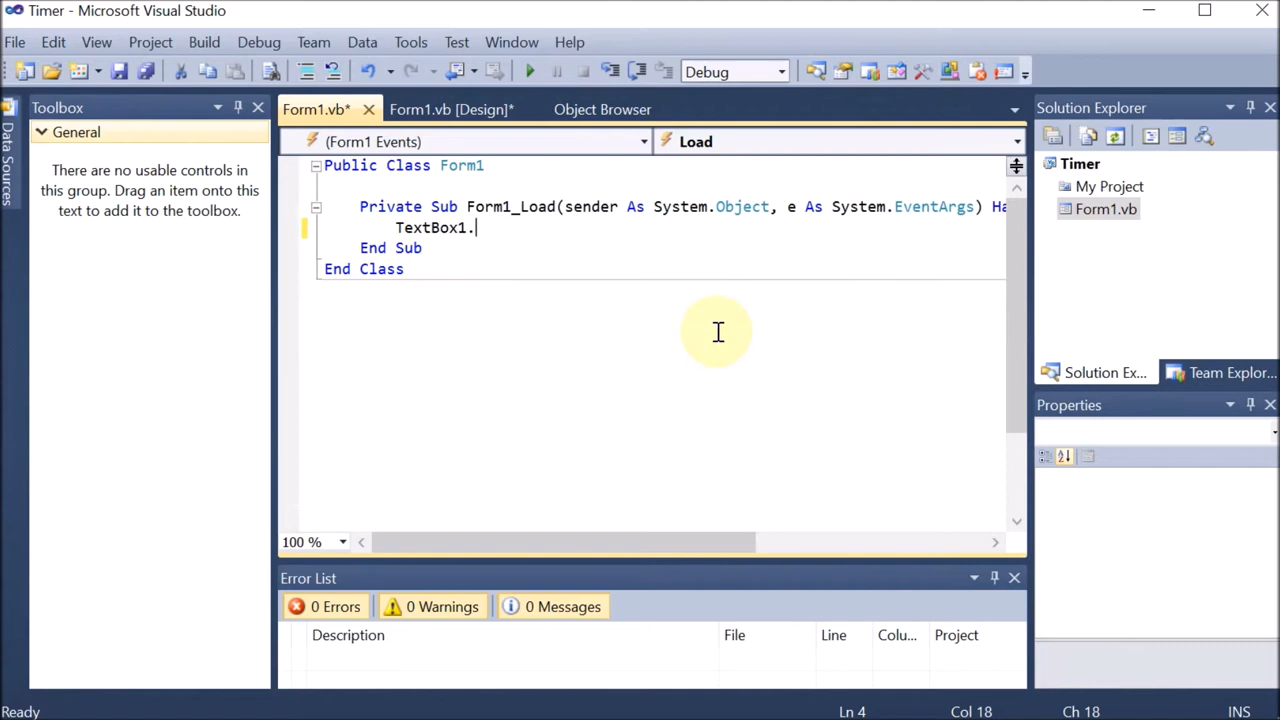 Timer - Microsoft Visual Studio
File Edit View Project Build Debug Team Data Tools Test Window Help
Debug
Data Sources
Toolbox
General
There are no usable controls in
this group. Drag an item onto this
text to add it to the toolbox.
Form1.vb* Form1.vb [Design]* Object Browser
(Form1 Events) Load
Public Class Form1
Private Sub Form1_Load(sender As System.Object, e As System.EventArgs) Ha
TextBox1.
End Sub
End Class
100 %
Error List
0 Errors 0 Warnings 0 Messages
Description File Line Colu... Project
Solution Explorer
Timer
My Project
Form1.vb
Solution Ex... Team Explor...
Properties
Ready Ln 4 Col 18 Ch 18 INS